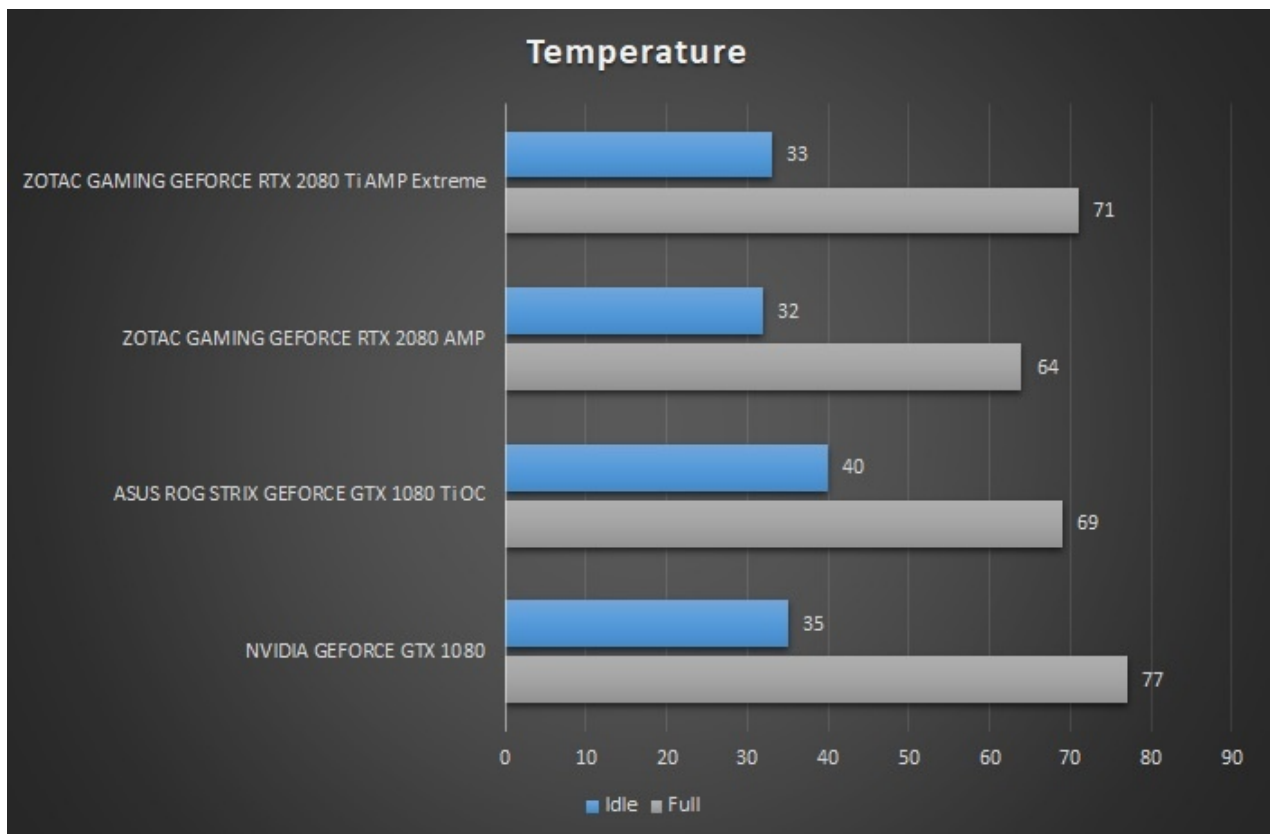 Temperature
ZOTAC GAMING GEFORCE RTX 2080 Ti AMP Extreme
33
71
ZOTAC GAMING GEFORCE RTX 2080 AMP
32
64
ASUS ROG STRIX GEFORCE GTX 1080 Ti OC
40
69
NVIDIA GEFORCE GTX 1080
35
77
0 10 20 30 40 50 60 70 80 90
Idle Full